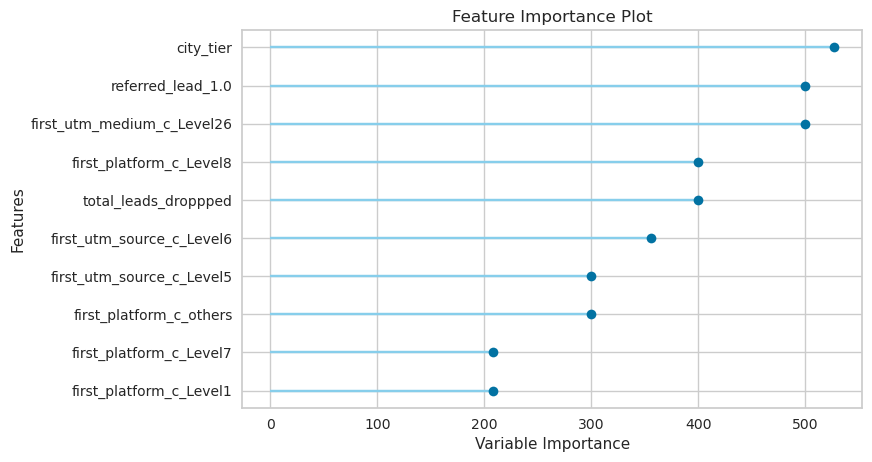 Feature Importance Plot
Features
city_tier
referred_lead_1.0
first_utm_medium_c_Level26
first_platform_c_Level8
total_leads_droppped
first_utm_source_c_Level6
first_utm_source_c_Level5
first_platform_c_others
first_platform_c_Level7
first_platform_c_Level1
0 100 200 300 400 500
Variable Importance